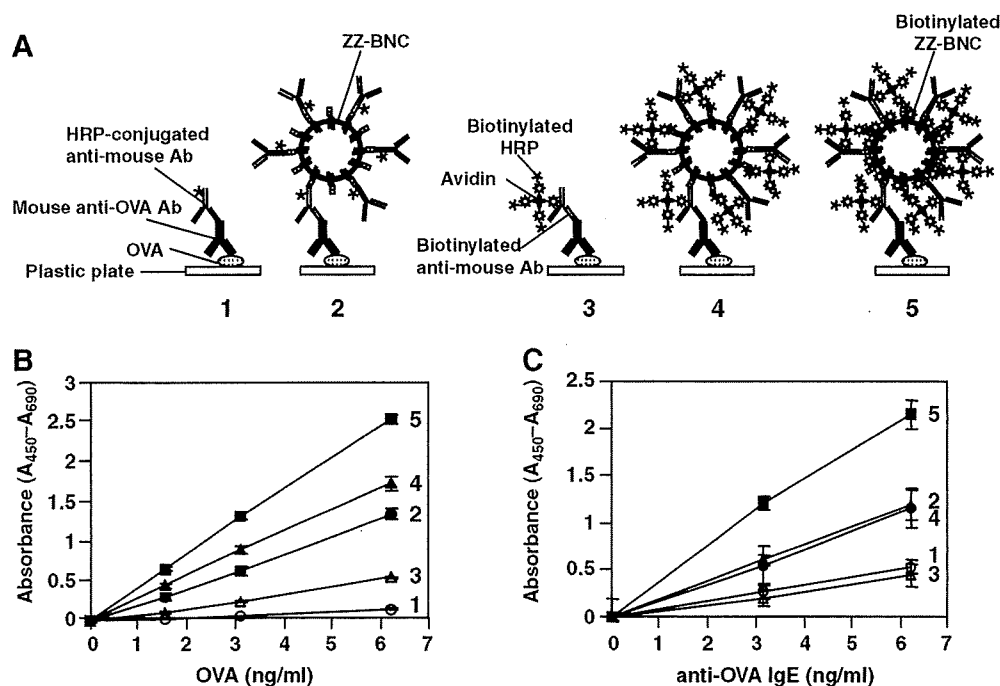 A
ZZ-BNC
HRP-conjugated
anti-mouse Ab
Mouse anti-OVA Ab
OVA
Plastic plate
1
2
Biotinylated
HRP
Avidin
Biotinylated
anti-mouse Ab
3
4
Biotinylated
ZZ-BNC
5
B
Absorbance (A450–A690)
3
2.5
2
1.5
1
0.5
0
0 1 2 3 4 5 6 7
OVA (ng/ml)
5
4
2
3
1
C
Absorbance (A450–A690)
2.5
2
1.5
1
0.5
0
0 1 2 3 4 5 6 7
anti-OVA IgE (ng/ml)
5
2
4
1
3